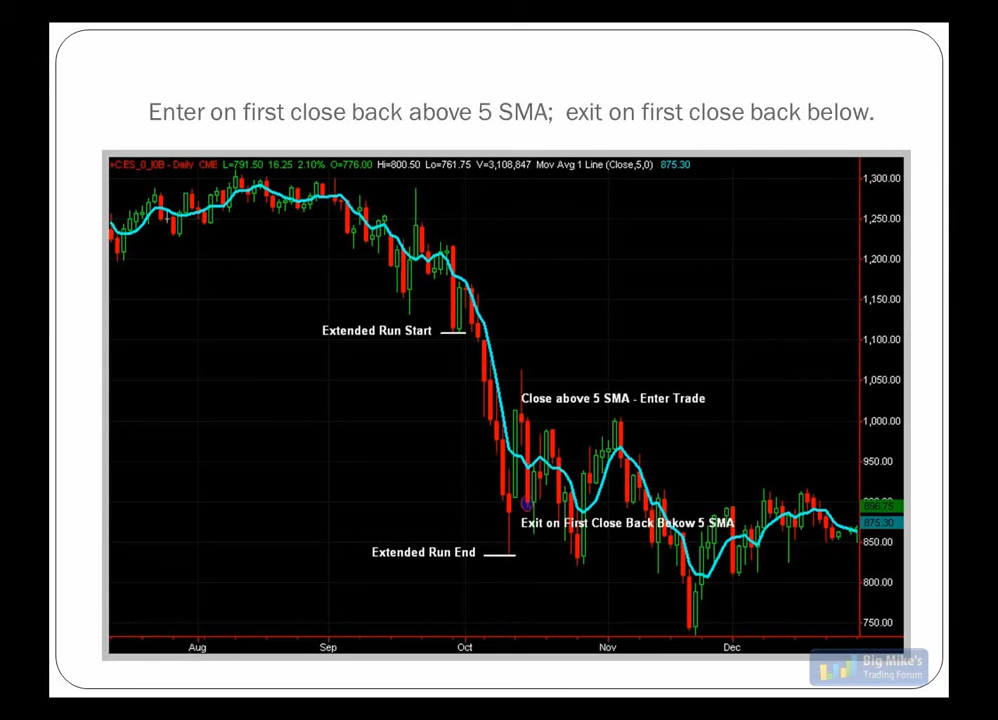 Enter on first close back above 5 SMA;  exit on first close back below.
+C:ES_0_I0B - Daily CME L=791.50 16.25 2.10% O=776.00 Hi=800.50 Lo=761.75 V=3,108,847 Mov Avg 1 Line (Close,5,0) 875.30
1,300.00
1,250.00
1,200.00
1,150.00
Extended Run Start
1,100.00
1,050.00
Close above 5 SMA - Enter Trade
1,000.00
950.00
896.75
Exit on First Close Back Bekow 5 SMA
875.30
850.00
Extended Run End
800.00
750.00
Aug Sep Oct Nov Dec
Big Mike's
Trading Forum